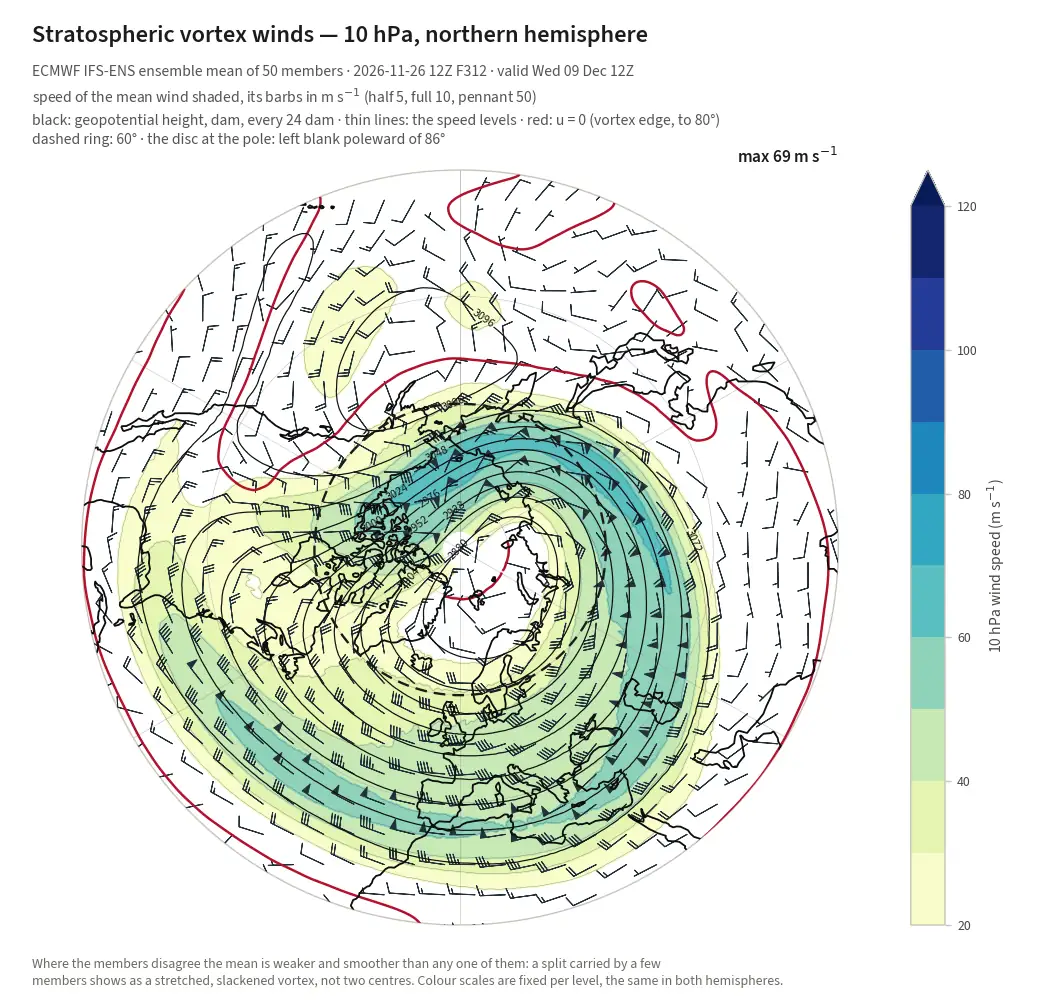 Stratospheric vortex winds — 10 hPa, northern hemisphere
ECMWF IFS-ENS ensemble mean of 50 members · 2026-11-26 12Z F312 · valid Wed 09 Dec 12Z
speed of the mean wind shaded, its barbs in m s⁻¹ (half 5, full 10, pennant 50)
black: geopotential height, dam, every 24 dam · thin lines: the speed levels · red: u = 0 (vortex edge, to 80°)
dashed ring: 60° · the disc at the pole: left blank poleward of 86°
max 69 m s⁻¹
120
100
80
60
40
20
10 hPa wind speed (m s⁻¹)
3096
3048
3024
2976
2952
3072
Where the members disagree the mean is weaker and smoother than any one of them: a split carried by a few
members shows as a stretched, slackened vortex, not two centres. Colour scales are fixed per level, the same in both hemispheres.